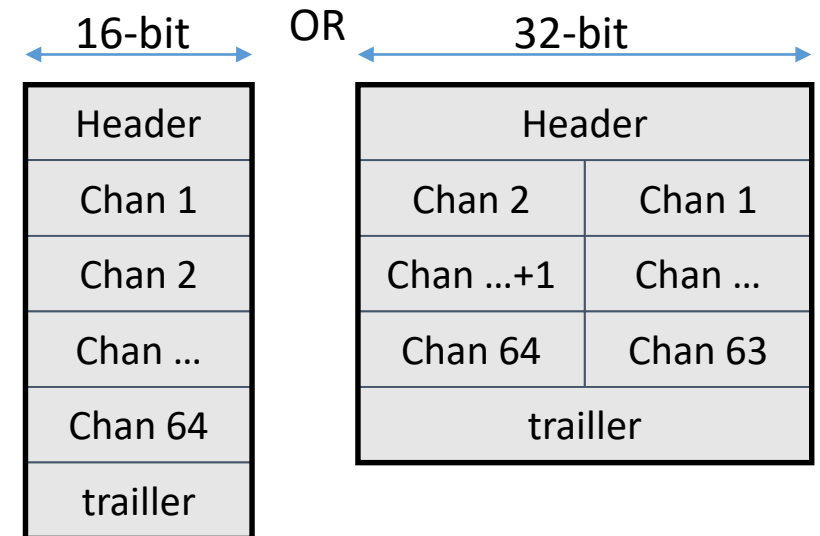 16-bit OR 32-bit
Header
Chan 1
Chan 2
Chan ...
Chan 64
trailler
Header
Chan 2 Chan 1
Chan ...+1 Chan ...
Chan 64 Chan 63
trailler